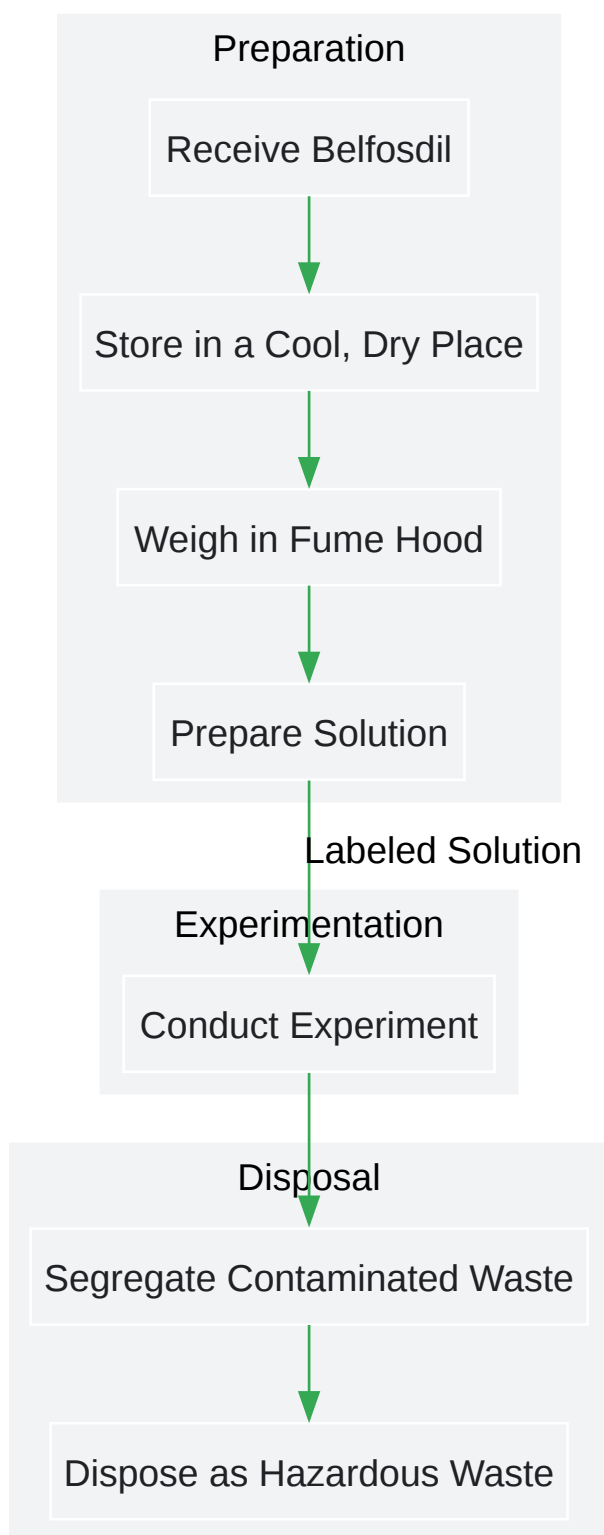 Preparation
Receive Belfosdil
Store in a Cool, Dry Place
Weigh in Fume Hood
Prepare Solution
Labeled Solution
Experimentation
Conduct Experiment
Disposal
Segregate Contaminated Waste
Dispose as Hazardous Waste